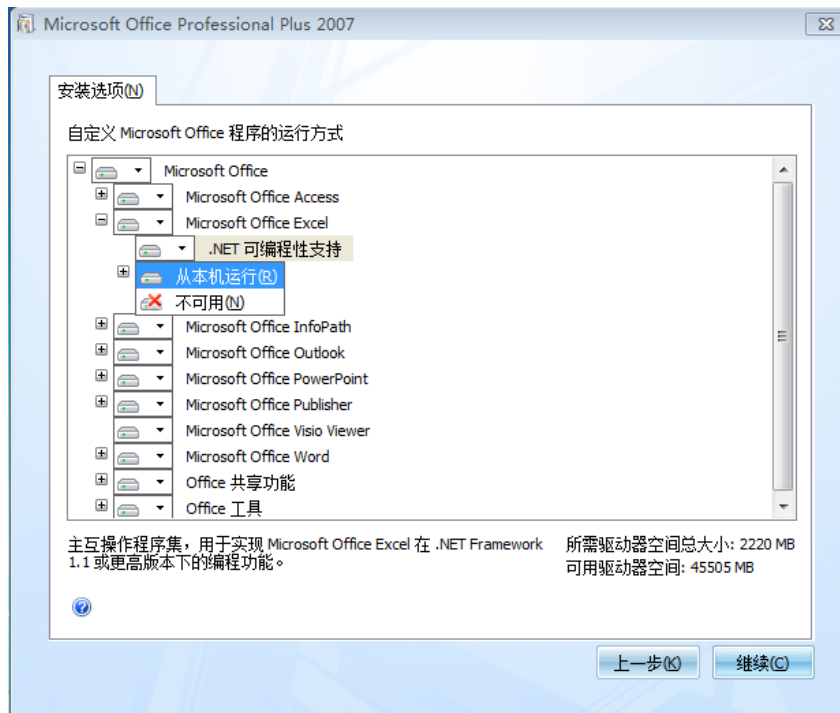 Microsoft Office Professional Plus 2007
安装选项(N)
自定义 Microsoft Office 程序的运行方式
Microsoft Office
Microsoft Office Access
Microsoft Office Excel
.NET 可编程性支持
从本机运行(R)
不可用(N)
Microsoft Office InfoPath
Microsoft Office Outlook
Microsoft Office PowerPoint
Microsoft Office Publisher
Microsoft Office Visio Viewer
Microsoft Office Word
Office 共享功能
Office 工具
主互操作程序集，用于实现 Microsoft Office Excel 在 .NET Framework
1.1 或更高版本下的编程功能。
所需驱动器空间总大小: 2220 MB
可用驱动器空间: 45505 MB
上一步(K)
继续(C)